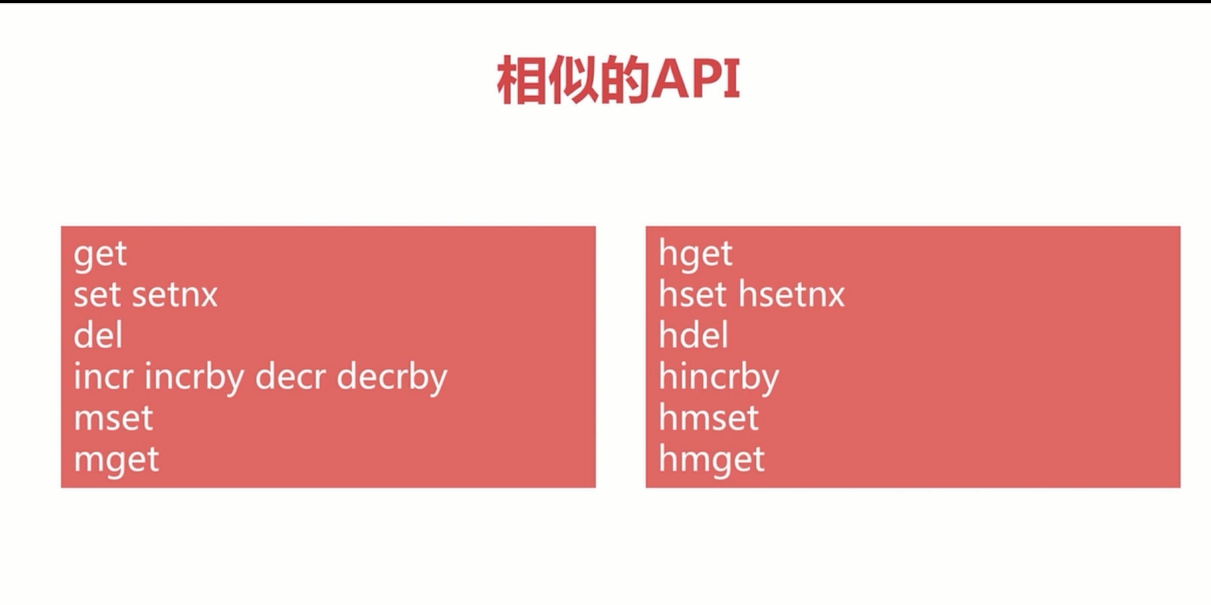 相似的API
get
set setnx
del
incr incrby decr decrby
mset
mget
hget
hset hsetnx
hdel
hincrby
hmset
hmget